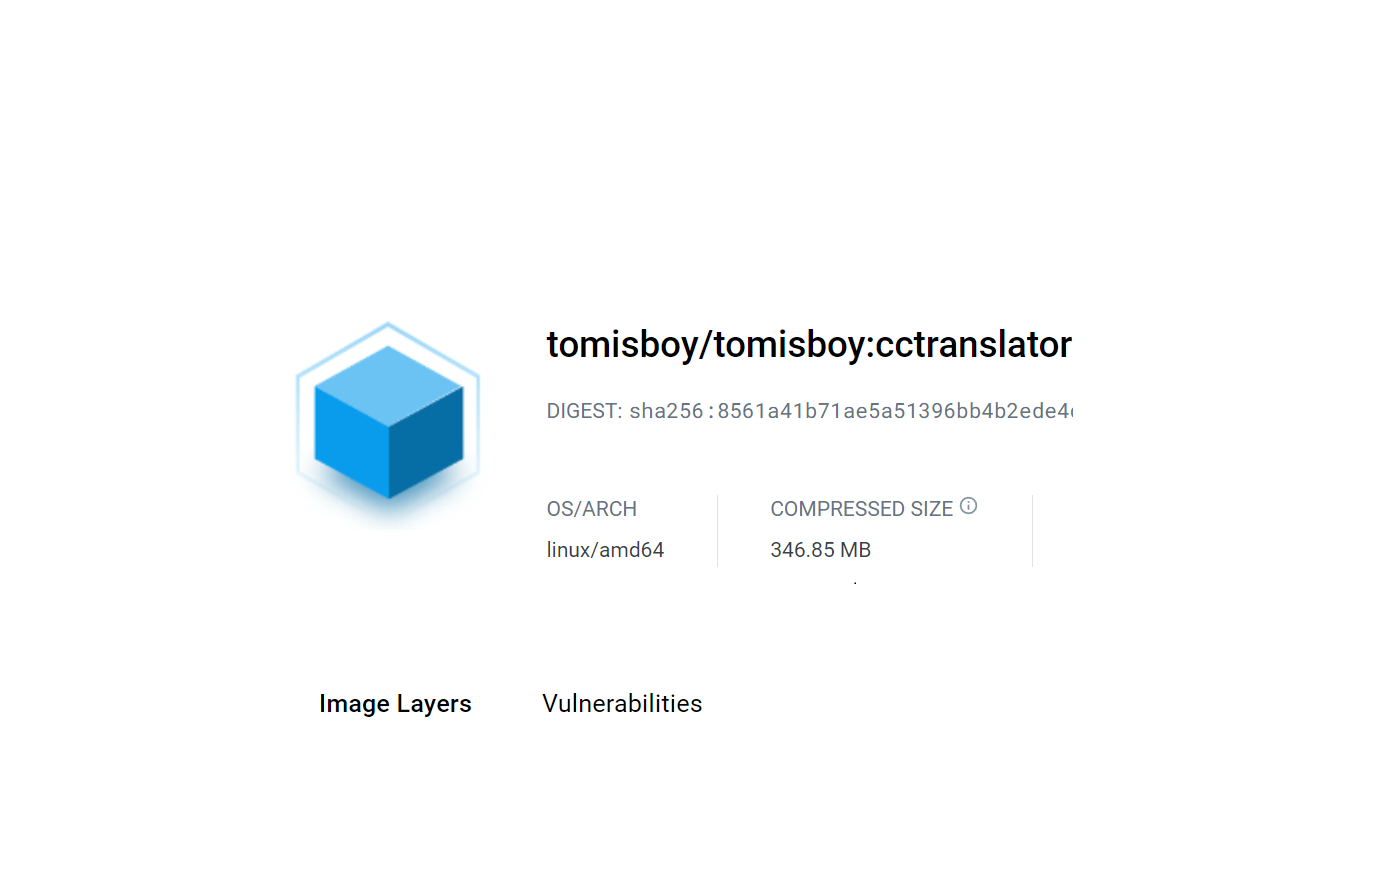 tomisboy/tomisboy:cctranslator
DIGEST: sha256:8561a41b71ae5a51396bb4b2ede4
OS/ARCH
COMPRESSED SIZE
linux/amd64
346.85 MB
Image Layers
Vulnerabilities